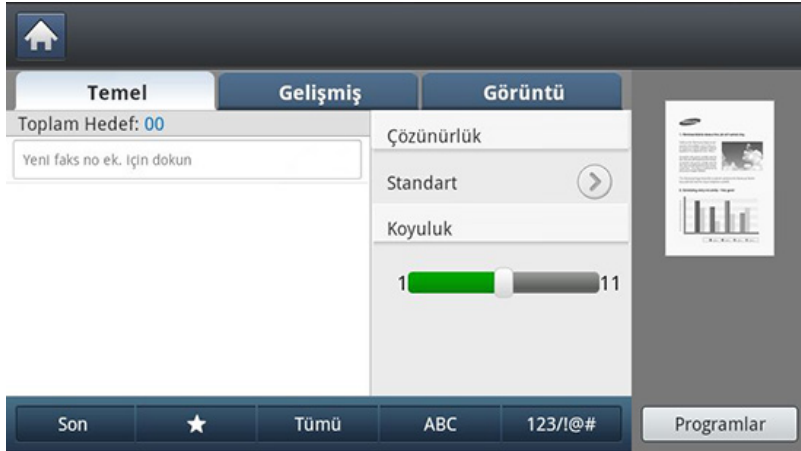 Temel
Gelişmiş
Görüntü
Toplam Hedef: 00
Yeni faks no ek. için dokun
Çözünürlük
Standart
Koyuluk
1
11
Son
★
Tümü
ABC
123/!@#
Programlar